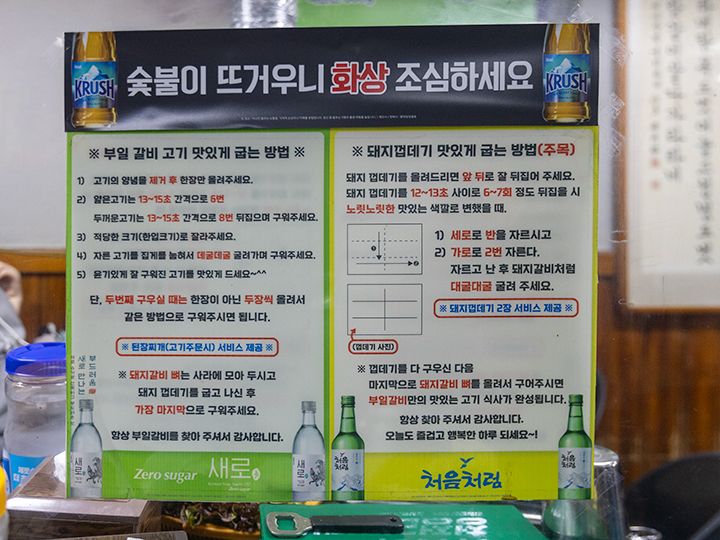 KRUSH
숯불이 뜨거우니 화상 조심하세요
KRUSH
※ 부일 갈비 고기 맛있게 굽는 방법 ※
1) 고기의 양념물 제거 후 한장만 올려주세요.
2) 얇은고기는 13~15초 간격으로 6번
두꺼운고기는 13~15초 간격으로 8번 뒤집으며 구워주세요.
3) 적당한 크기(한입크기)로 잘라주세요.
4) 자른 고기를 집게를 눕혀서 데굴데굴 굴려가며 구워주세요.
5) 윤기있게 잘 구워진 고기를 맛있게 드세요~^^
단, 두번째 구우실 때는 한장이 아닌 두장씩 올려서
같은 방법으로 구워주시면 됩니다.
※ 된장찌개(고기주문시) 서비스 제공 ※
※ 돼지갈비 뼈는 사라에 모아 두시고
돼지 껍데기를 굽고 나신 후
가장 마지막으로 구워주세요.
항상 부일갈비를 찾아 주셔서 감사합니다.
부드러움
새로 만나는
새로
Zero sugar 새로
새로
※ 돼지껍데기 맛있게 굽는 방법(주목)
돼지 껍데기를 올려드리면 앞 뒤로 잘 뒤집어 주세요.
돼지 껍데기를 12~13초 사이로 6~7회 정도 뒤집을 시
노릿노릿한 맛있는 색깔로 변했을 때.
1) 세로로 반을 자르시고
2) 가로로 2번 자른다.
자르고 난 후 돼지갈비처럼
대굴대굴 굴려 주세요.
※ 돼지껍데기 2장 서비스 제공 ※
(껍데기 사진)
※ 껍데기를 다 구우신 다음
마지막으로 돼지갈비 뼈를 올려서 구어주시면
부일갈비만의 맛있는 고기 식사가 완성됩니다.
항상 찾아 주셔서 감사합니다.
오늘도 즐겁고 행복한 하루 되세요~!
처음처럼
처음처럼